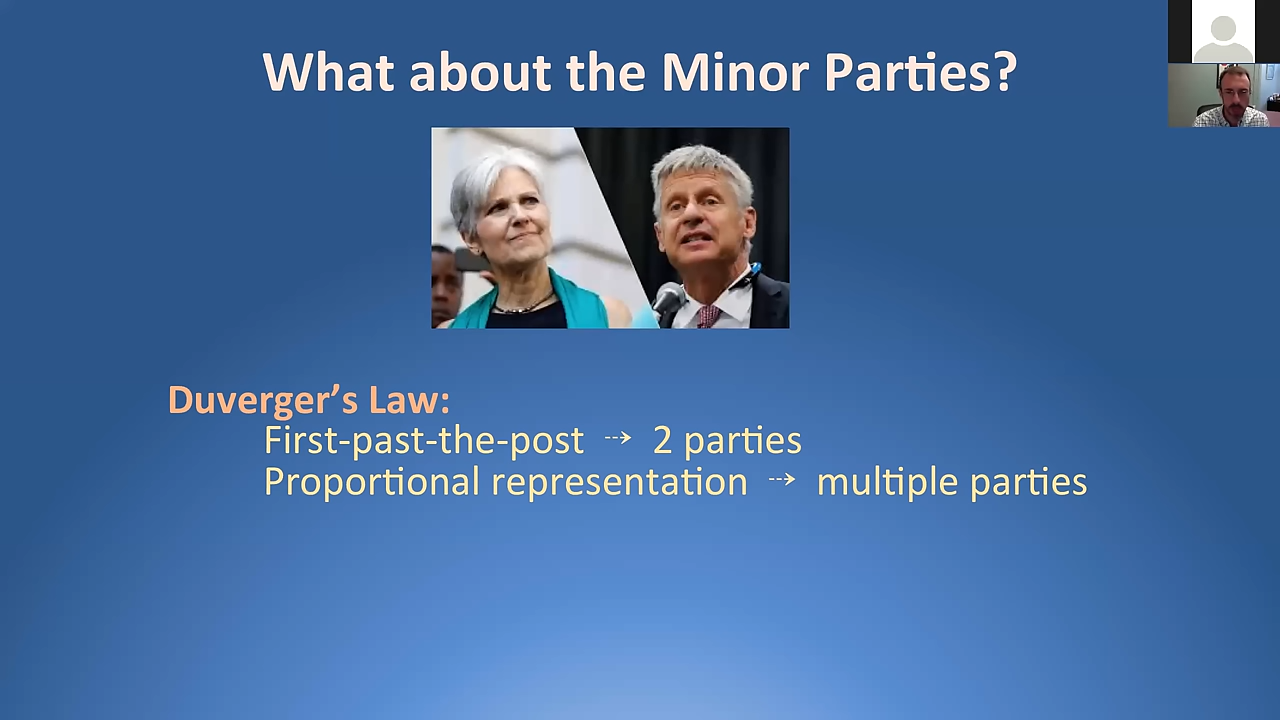 What about the Minor Parties?
Duverger’s Law:
First-past-the-post ⇢ 2 parties
Proportional representation ⇢ multiple parties